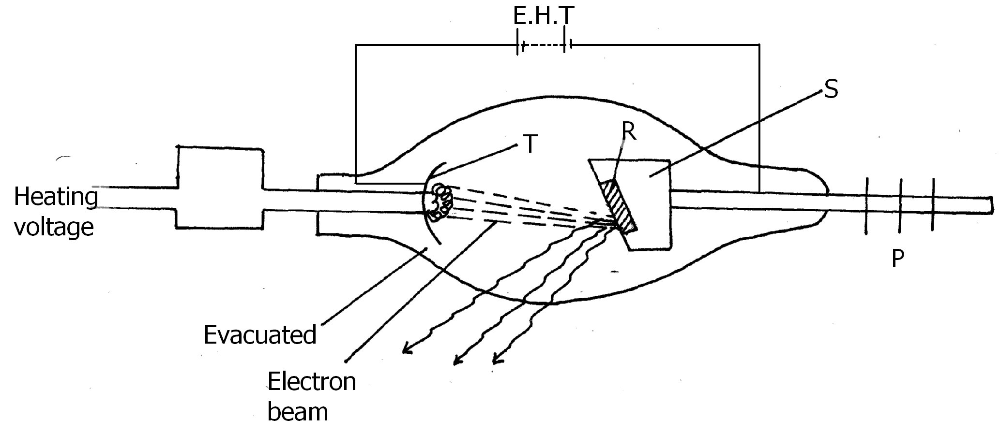 E.H.T
S
R
T
Heating
voltage
P
Evacuated
Electron
beam